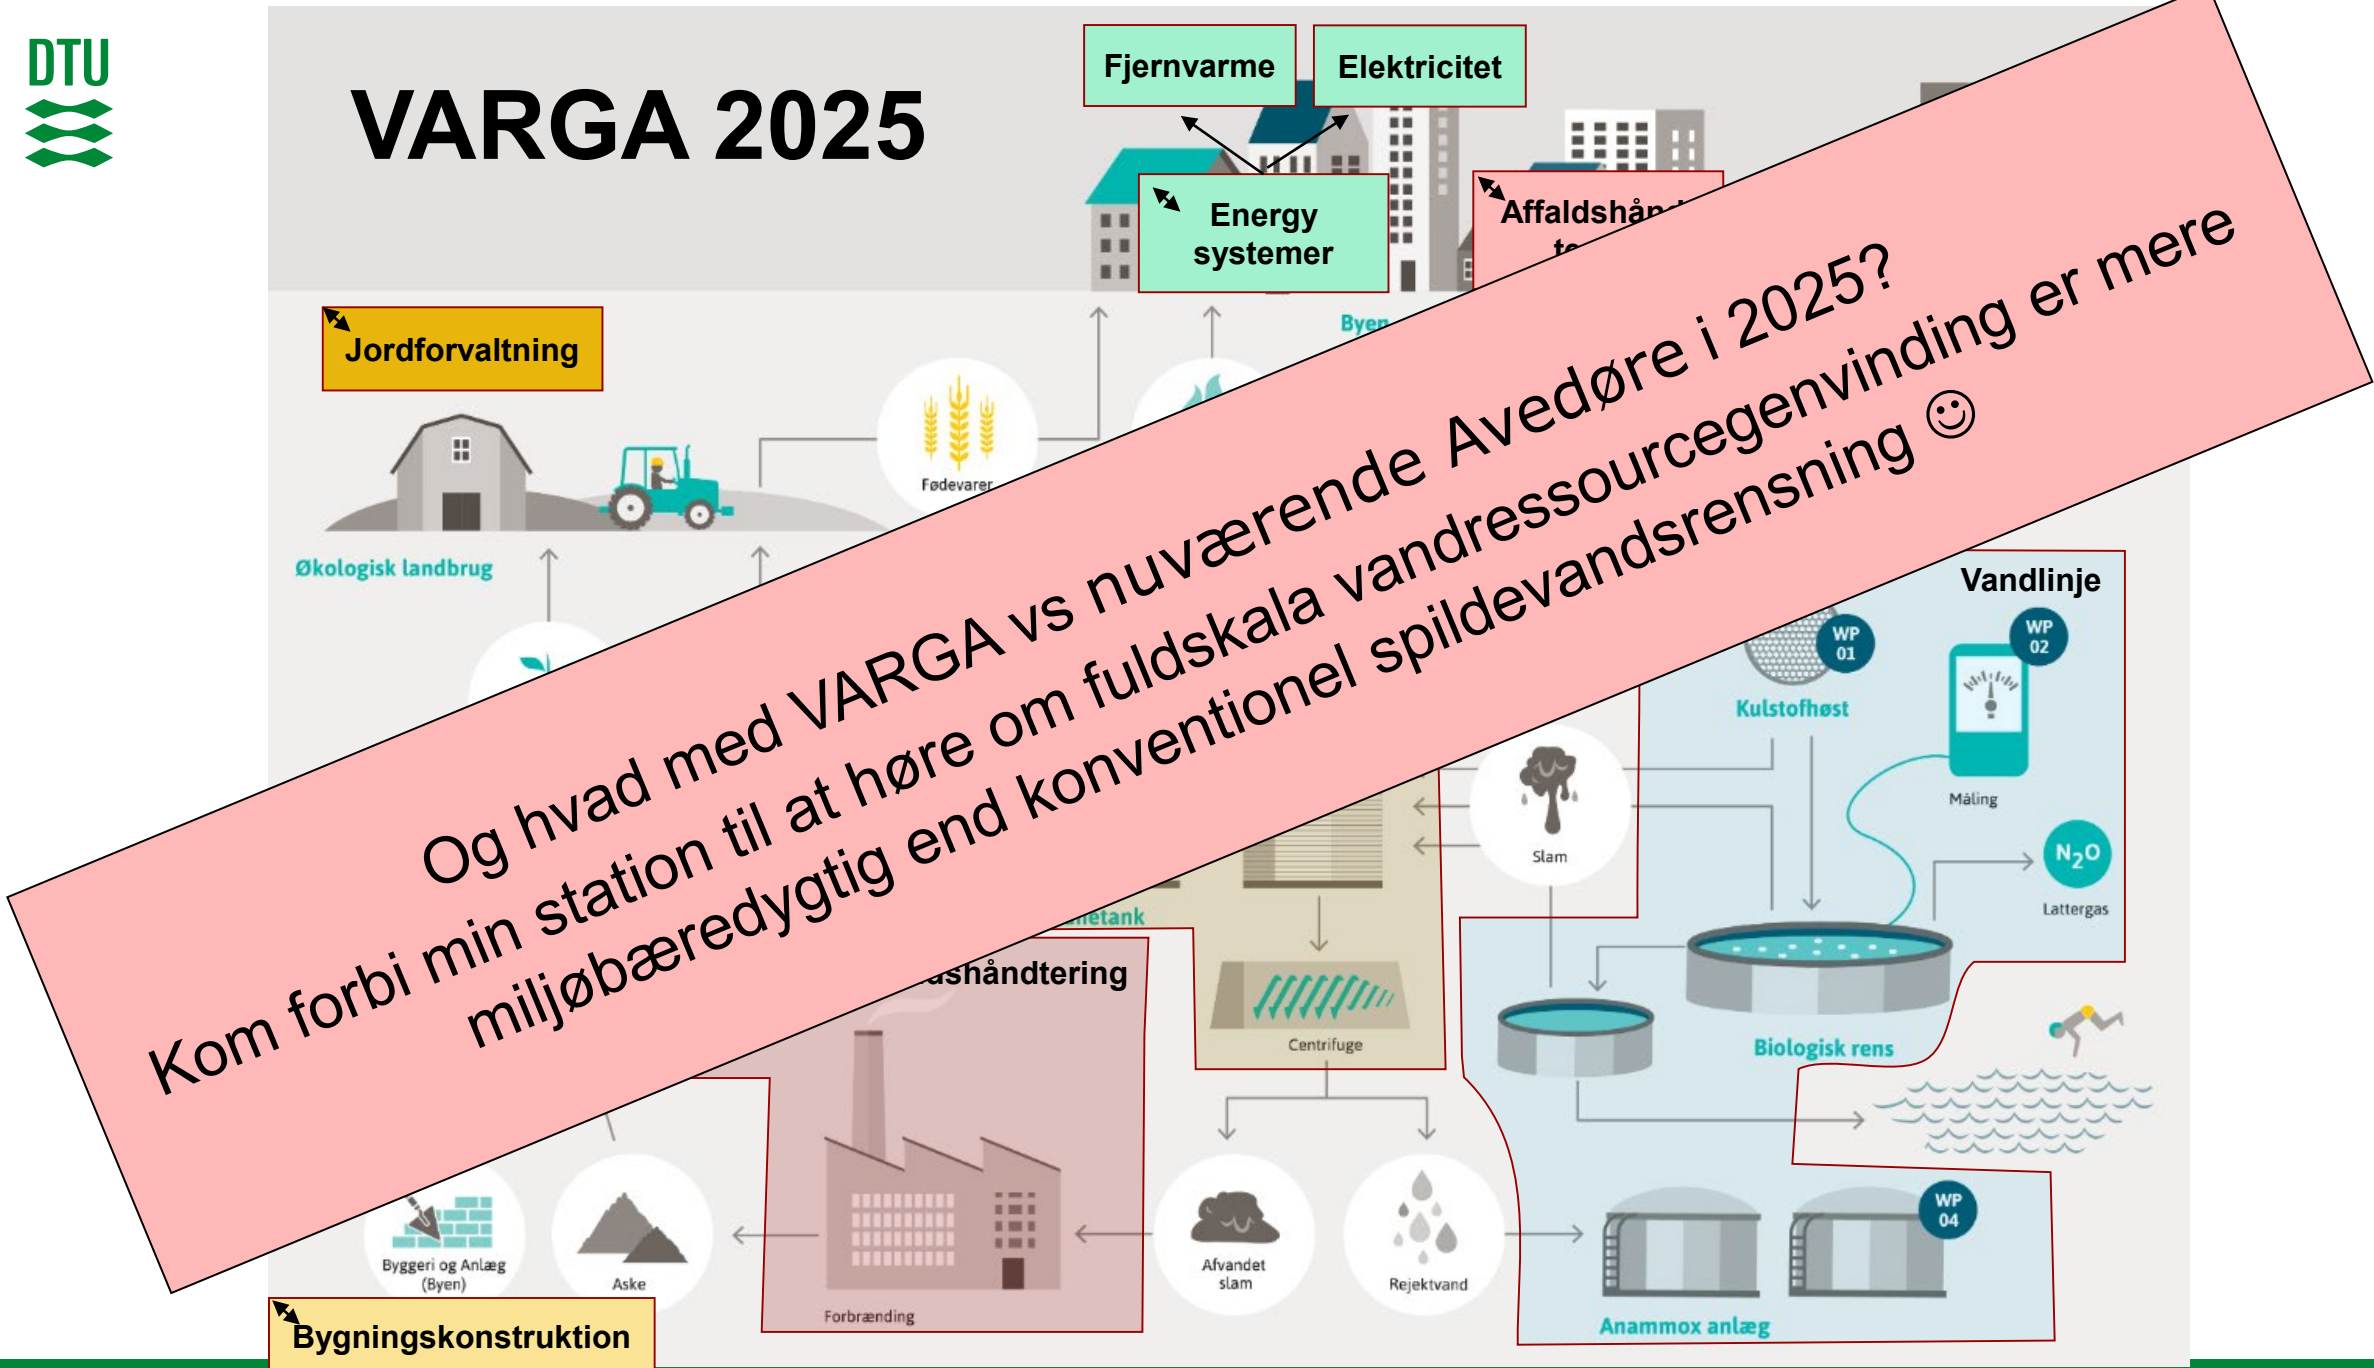 DTU
VARGA 2025
Fjernvarme
Elektricitet
Energy
systemer
Byen
Jordforvaltning
Fødevarer
Økologisk landbrug
Og hvad med VARGA vs nuværende Avedøre i 2025?
Kom forbi min station til at høre om fuldskala vandressourcegenvinding er mere
miljøbæredygtig end konventionel spildevandsrensning ☺
Vandlinje
WP
01
WP
02
Kulstofhøst
Måling
Slam
N₂O
Lattergas
Centrifuge
Biologisk rens
Byggeri og Anlæg
(Byen)
Aske
Forbrænding
Afvandet
slam
Rejektvand
WP
04
Anammox anlæg
Bygningskonstruktion